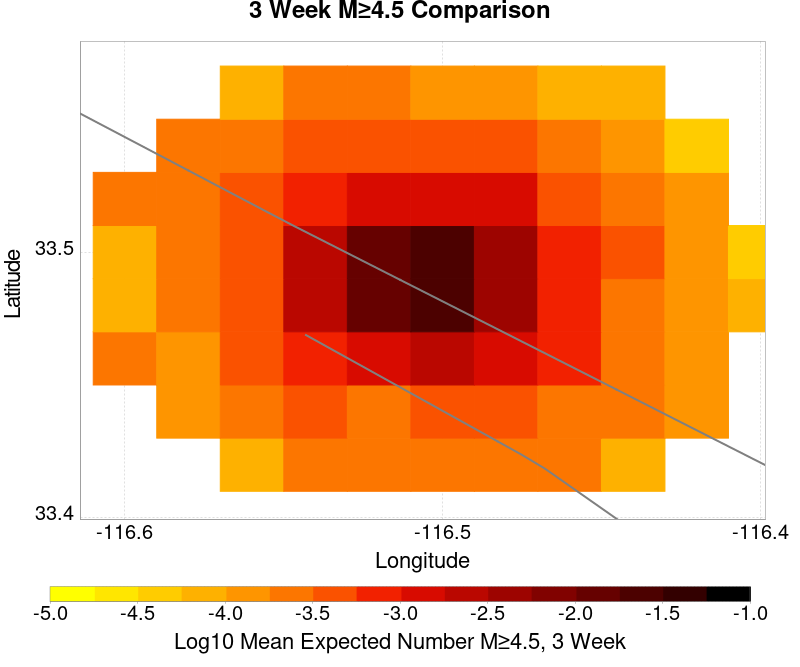 3 Week M≥4.5 Comparison
Latitude
33.5
33.4
-116.6 -116.5 -116.4
Longitude
-5.0 -4.5 -4.0 -3.5 -3.0 -2.5 -2.0 -1.5 -1.0
Log10 Mean Expected Number M≥4.5, 3 Week